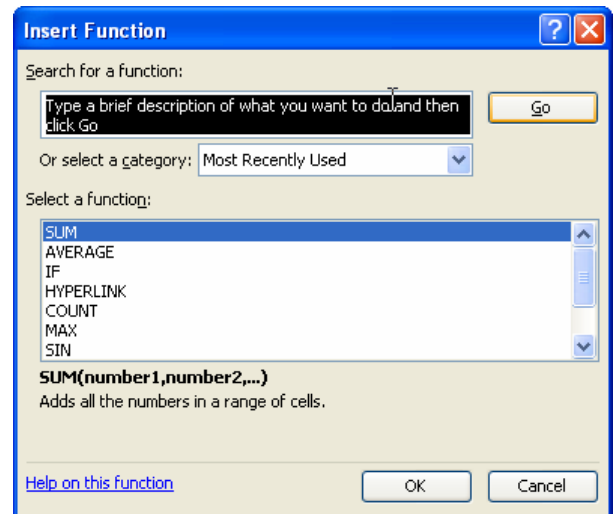 Insert Function
Search for a function:
Type a brief description of what you want to do and then
click Go
Go
Or select a category: Most Recently Used
Select a function:
SUM
AVERAGE
IF
HYPERLINK
COUNT
MAX
SIN
SUM(number1,number2,...)
Adds all the numbers in a range of cells.
Help on this function
OK
Cancel